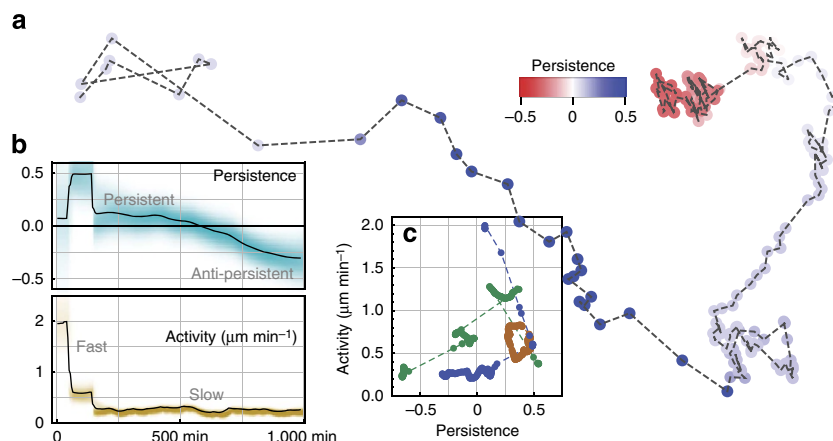 a
Persistence
−0.5 0 0.5
b
0.5
0.0
−0.5
Persistence
Persistent
Anti-persistent
2
1
0
Activity (μm min−1)
Fast
Slow
0 500 min 1,000 min
c
Activity (μm min−1)
2.0
1.5
1.0
0.5
0.0
−0.5 0 0.5
Persistence